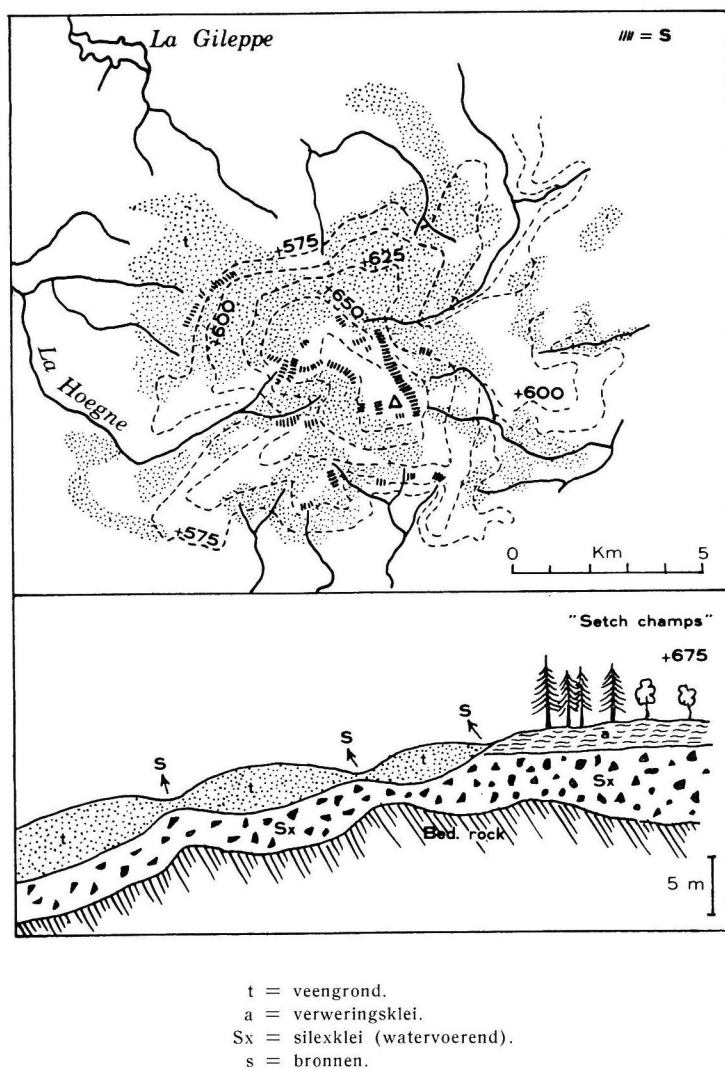 La Gileppe
= S
t
+575
+625
+600
+650
La Hoegne
+600
+575
0 Km 5
"Setch champs"
+675
S
S
S
a
t
t
Sx
t
Sx
Bed. rock
5 m
t = veengrond.
a = verweringsklei.
Sx = silexklei (watervoerend).
s = bronnen.